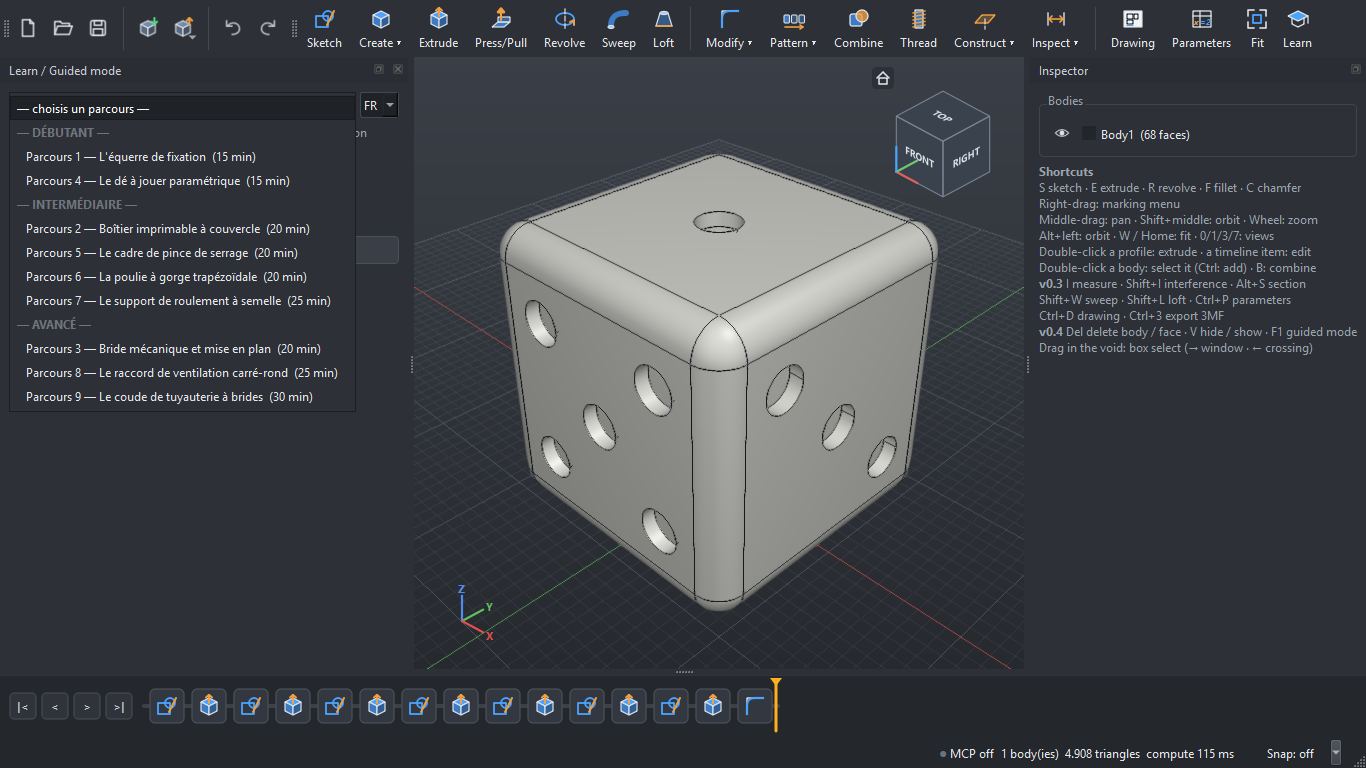 Sketch
Create
Extrude
Press/Pull
Revolve
Sweep
Loft
Modify
Pattern
Combine
Thread
Construct
Inspect
Drawing
Parameters
Fit
Learn
Learn / Guided mode
— choisis un parcours —
FR
on
— DÉBUTANT —
Parcours 1 — L'équerre de fixation (15 min)
Parcours 4 — Le dé à jouer paramétrique (15 min)
— INTERMÉDIAIRE —
Parcours 2 — Boîtier imprimable à couvercle (20 min)
Parcours 5 — Le cadre de pince de serrage (20 min)
Parcours 6 — La poulie à gorge trapézoïdale (20 min)
Parcours 7 — Le support de roulement à semelle (25 min)
— AVANCÉ —
Parcours 3 — Bride mécanique et mise en plan (20 min)
Parcours 8 — Le raccord de ventilation carré-rond (25 min)
Parcours 9 — Le coude de tuyauterie à brides (30 min)
TOP
FRONT
RIGHT
Z
Y
X
Inspector
Bodies
Body1 (68 faces)
Shortcuts
S sketch · E extrude · R revolve · F fillet · C chamfer
Right-drag: marking menu
Middle-drag: pan · Shift+middle: orbit · Wheel: zoom
Alt+left: orbit · W / Home: fit · 0/1/3/7: views
Double-click a profile: extrude · a timeline item: edit
Double-click a body: select it (Ctrl: add) · B: combine
v0.3 I measure · Shift+I interference · Alt+S section
Shift+W sweep · Shift+L loft · Ctrl+P parameters
Ctrl+D drawing · Ctrl+3 export 3MF
v0.4 Del delete body / face · V hide / show · F1 guided mode
Drag in the void: box select (→ window · ← crossing)
|<
<
>
>|
MCP off 1 body(ies) 4.908 triangles compute 115 ms
Snap: off